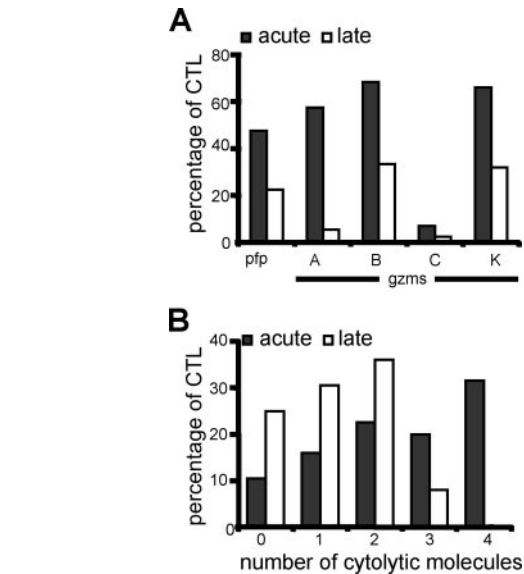 A
acute late
percentage of CTL
80
60
40
20
0
pfp A B C K
gzms
B
acute late
percentage of CTL
40
30
20
10
0
0 1 2 3 4
number of cytolytic molecules